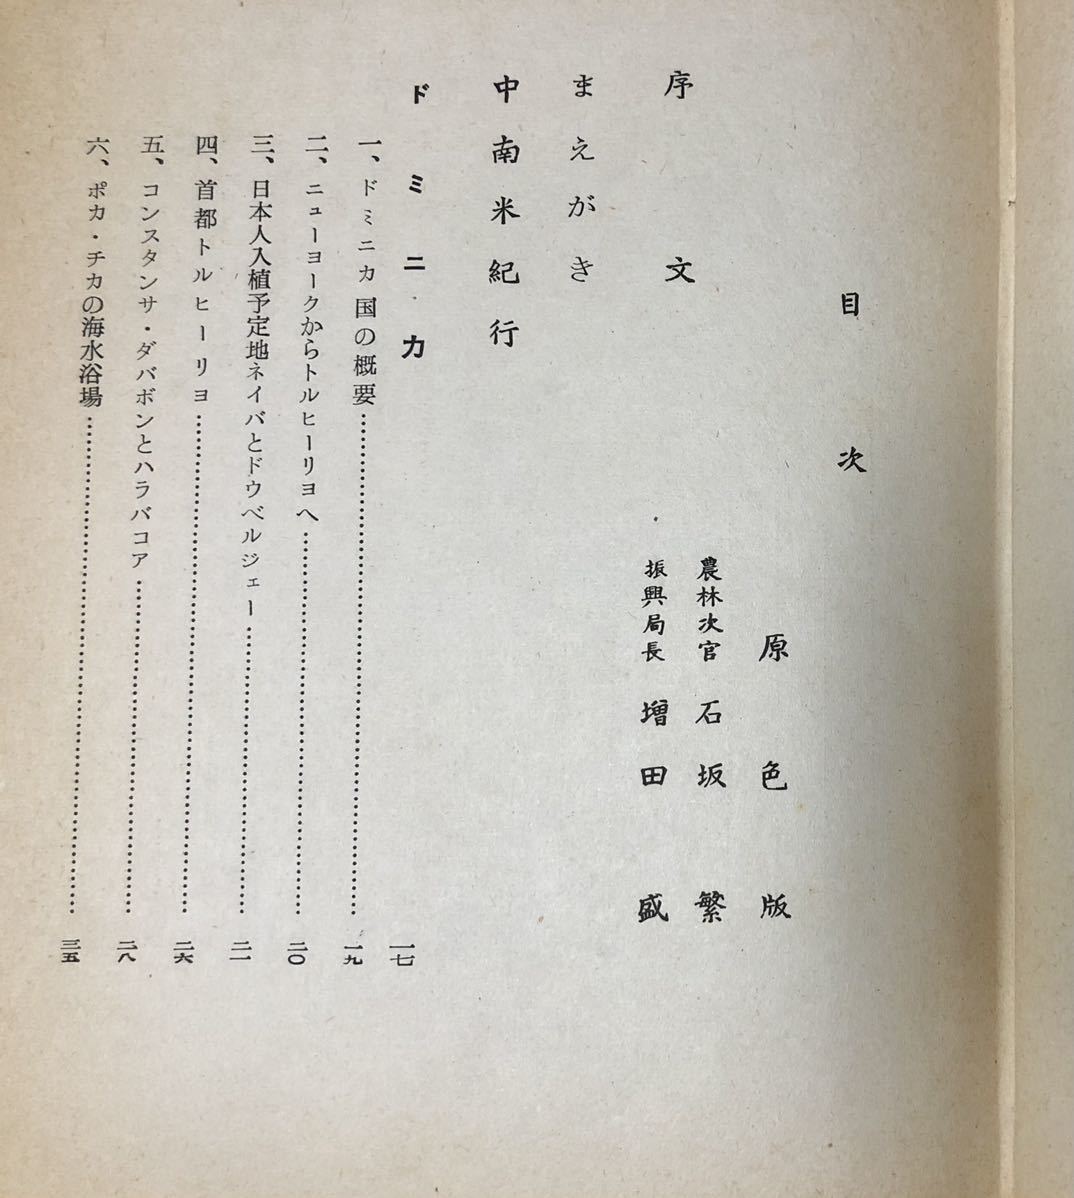 目次
原色版
序文
農林次官 石坂繁
振興局長 増田盛
まえがき
中南米紀行
ドミニカ……一七
一、ドミニカ国の概要……一九
二、ニューヨークからトルヒーリヨへ……二〇
三、日本人入植予定地ネイバとドウベルジェー……二一
四、首都トルヒーリヨ……二六
五、コンスタンサ・ダバボンとハラバコア……二八
六、ポカ・チカの海水浴場……三五